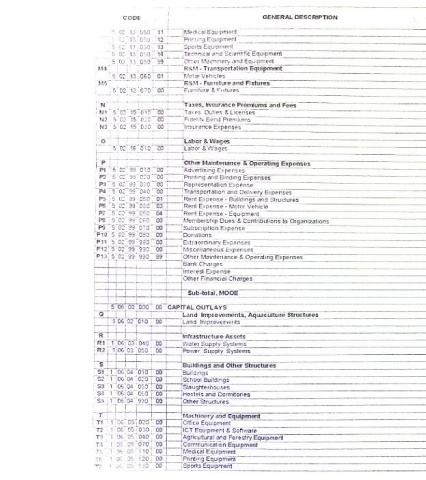 CODE GENERAL DESCRIPTION
5 02 13 050 11 Medical Equipment
5 02 13 050 12 Printing Equipment
5 02 13 050 13 Sports Equipment
5 02 13 050 14 Technical and Scientific Equipment
5 02 13 050 99 Other Machinery and Equipment
M4 R&M - Transportation Equipment
5 02 13 060 01 Motor Vehicles
M5 R&M - Furniture and Fixtures
5 02 13 070 00 Furniture & Fixtures
N Taxes, Insurance Premiums and Fees
N1 5 02 15 010 00 Taxes, Duties & Licenses
N2 5 02 15 020 00 Fidelity Bond Premiums
N3 5 02 15 030 00 Insurance Expenses
O Labor & Wages
5 02 16 010 00 Labor & Wages
P Other Maintenance & Operating Expenses
P1 5 02 99 010 00 Advertising Expenses
P2 5 02 99 020 00 Printing and Binding Expenses
P3 5 02 99 030 00 Representation Expense
P4 5 02 99 040 00 Transportation and Delivery Expenses
P5 5 02 99 050 01 Rent Expense - Buildings and Structures
P6 5 02 99 050 03 Rent Expense - Motor Vehicle
P7 5 02 99 050 04 Rent Expense - Equipment
P8 5 02 99 060 00 Membership Dues & Contributions to Organizations
P9 5 02 99 070 00 Subscription Expense
P10 5 02 99 080 00 Donations
P11 5 02 99 00 Extraordinary Expenses
P12 5 02 99 990 00 Miscellaneous Expenses
P13 5 02 99 990 99 Other Maintenance & Operating Expenses
Bank Charges
Interest Expense
Other Financial Charges
Sub-total, MOOE
5 06 00 000 00 CAPITAL OUTLAYS
Q Land Improvements, Aquaculture Structures
1 06 02 010 00 Land Improvements
R Infrastructure Assets
R1 1 06 03 040 00 Water Supply Systems
R2 1 06 03 050 00 Power Supply Systems
S Buildings and Other Structures
S1 1 06 04 010 00 Buildings
S2 1 06 04 020 00 School Buildings
S3 1 06 04 050 00 Slaughterhouses
S4 1 06 04 060 00 Hostels and Dormitories
S5 1 06 04 990 00 Other Structures
T Machinery and Equipment
T1 1 06 05 020 00 Office Equipment
T2 1 06 05 030 00 ICT Equipment & Software
T3 1 06 05 040 00 Agricultural and Forestry Equipment
T4 1 06 05 070 00 Communication Equipment
T5 1 06 05 110 00 Medical Equipment
T6 1 06 05 120 00 Printing Equipment
T7 1 06 05 130 00 Sports Equipment